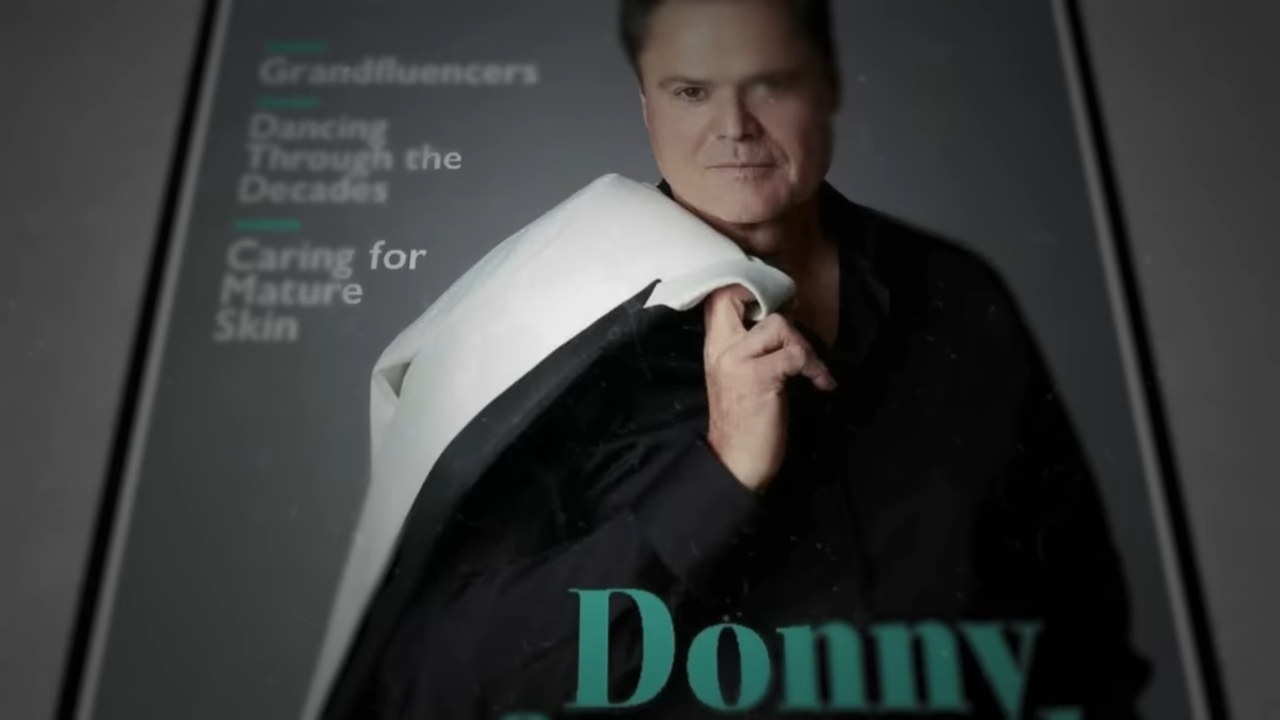 Grandfluencers
Dancing
Through the
Decades
Caring for
Mature
Skin
Donny